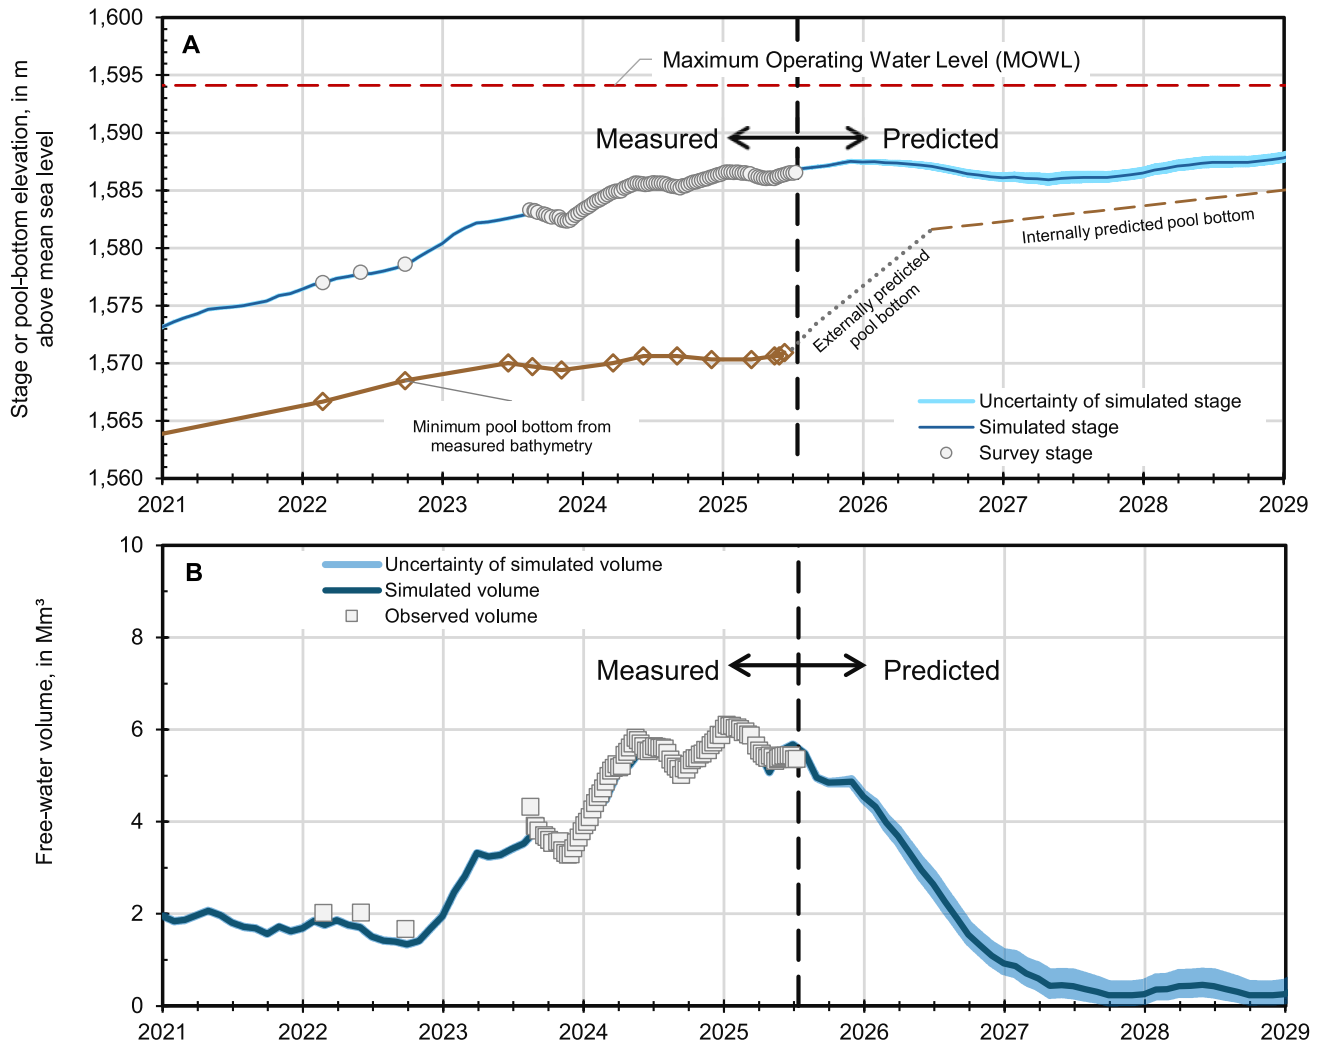 A
Stage or pool-bottom elevation, in m
above mean sea level
1,600
1,595
1,590
1,585
1,580
1,575
1,570
1,565
1,560
Maximum Operating Water Level (MOWL)
Measured
Predicted
Internally predicted pool bottom
Externally predicted
pool bottom
Minimum pool bottom from
measured bathymetry
Uncertainty of simulated stage
Simulated stage
Survey stage
2021
2022
2023
2024
2025
2026
2027
2028
2029
B
Free-water volume, in Mm³
10
8
6
4
2
0
Uncertainty of simulated volume
Simulated volume
Observed volume
Measured
Predicted
2021
2022
2023
2024
2025
2026
2027
2028
2029